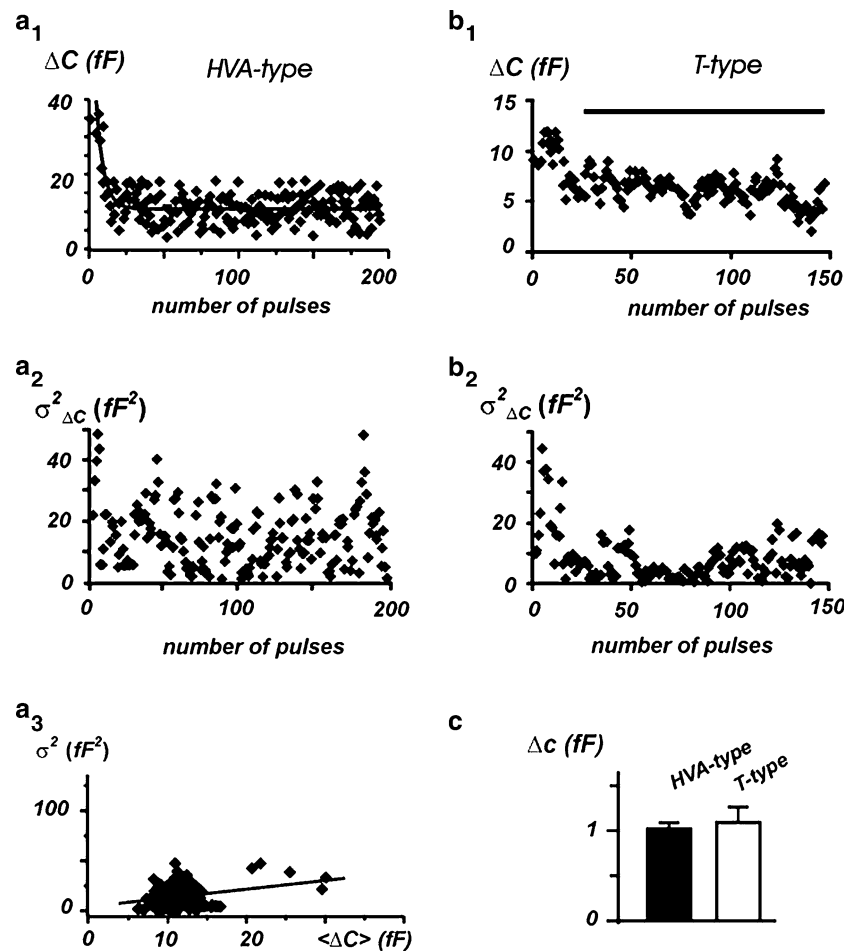 a1
ΔC (fF)
HVA-type
40
20
0
0
100
200
number of pulses
b1
ΔC (fF)
T-type
15
10
5
0
0
50
100
150
number of pulses
a2
σ²ΔC (fF²)
40
20
0
0
100
200
number of pulses
b2
σ²ΔC (fF²)
40
20
0
0
50
100
150
number of pulses
a3
σ² (fF²)
100
0
0
10
20
<ΔC> (fF)
c
Δc (fF)
HVA-type
T-type
1
0